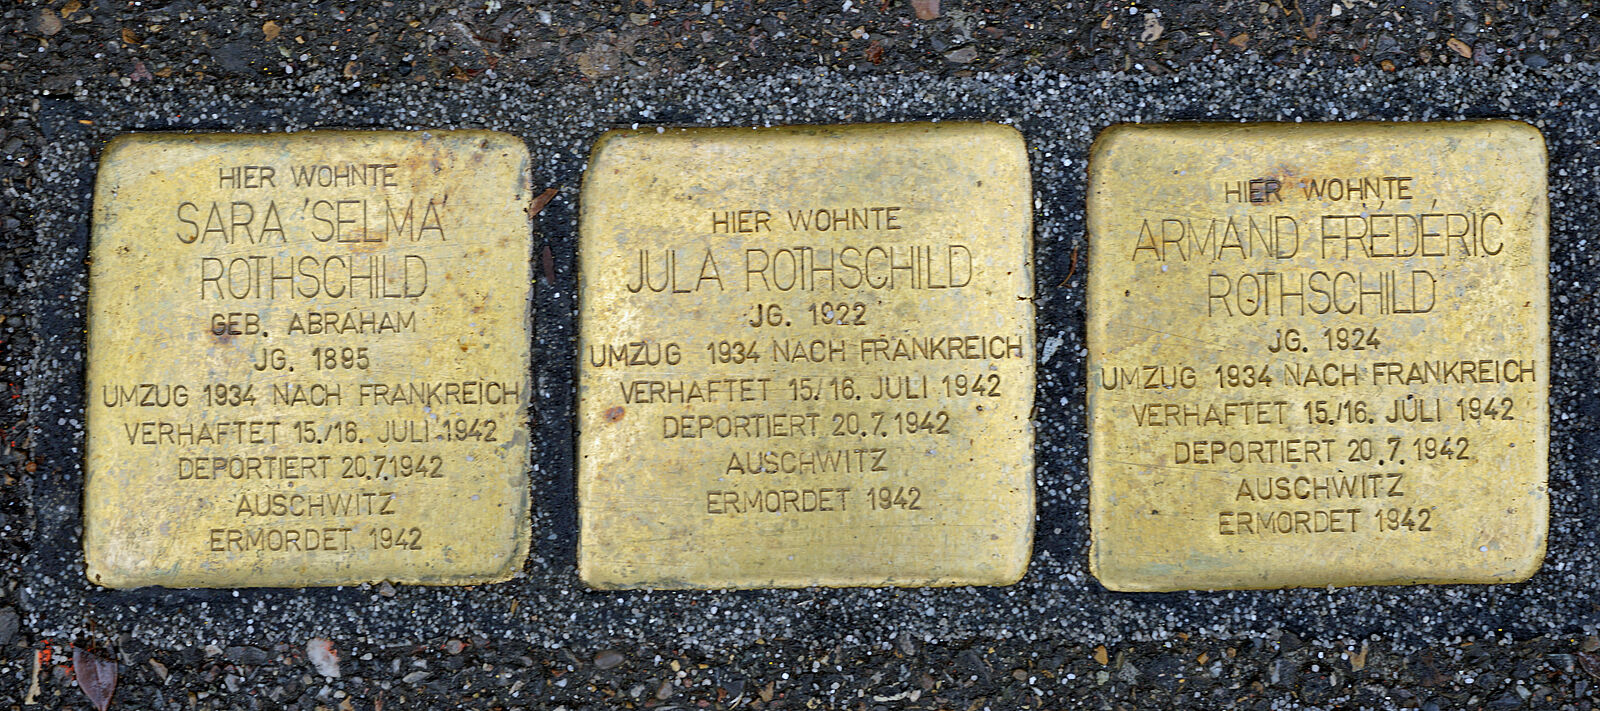 HIER WOHNTE
SARA 'SELMA'
ROTHSCHILD
GEB. ABRAHAM
JG. 1895
UMZUG 1934 NACH FRANKREICH
VERHAFTET 15./16. JULI 1942
DEPORTIERT 20.7.1942
AUSCHWITZ
ERMORDET 1942
HIER WOHNTE
JULA ROTHSCHILD
JG. 1922
UMZUG 1934 NACH FRANKREICH
VERHAFTET 15./16. JULI 1942
DEPORTIERT 20.7.1942
AUSCHWITZ
ERMORDET 1942
HIER WOHNTE
ARMAND FRÉDÉRIC
ROTHSCHILD
JG. 1924
UMZUG 1934 NACH FRANKREICH
VERHAFTET 15./16. JULI 1942
DEPORTIERT 20.7.1942
AUSCHWITZ
ERMORDET 1942